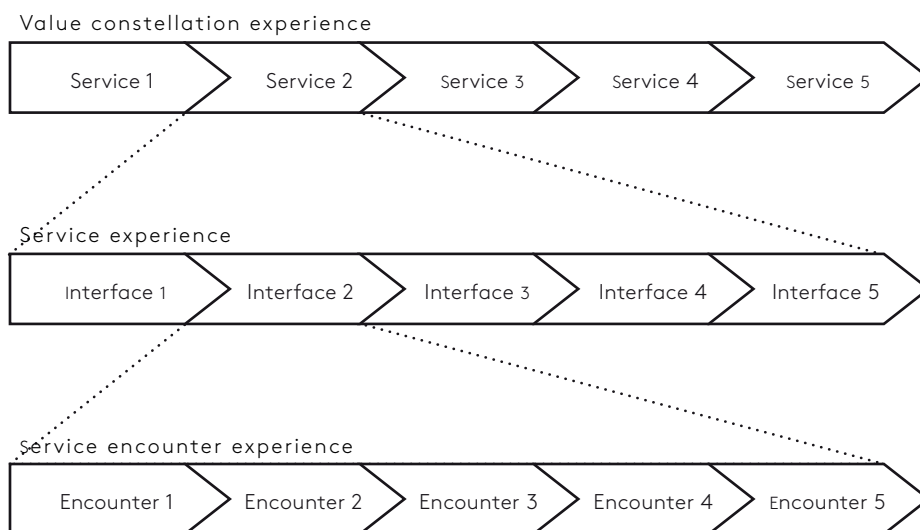 Value constellation experience
Service 1 Service 2 Service 3 Service 4 Service 5
Service experience
Interface 1 Interface 2 Interface 3 Interface 4 Interface 5
Service encounter experience
Encounter 1 Encounter 2 Encounter 3 Encounter 4 Encounter 5